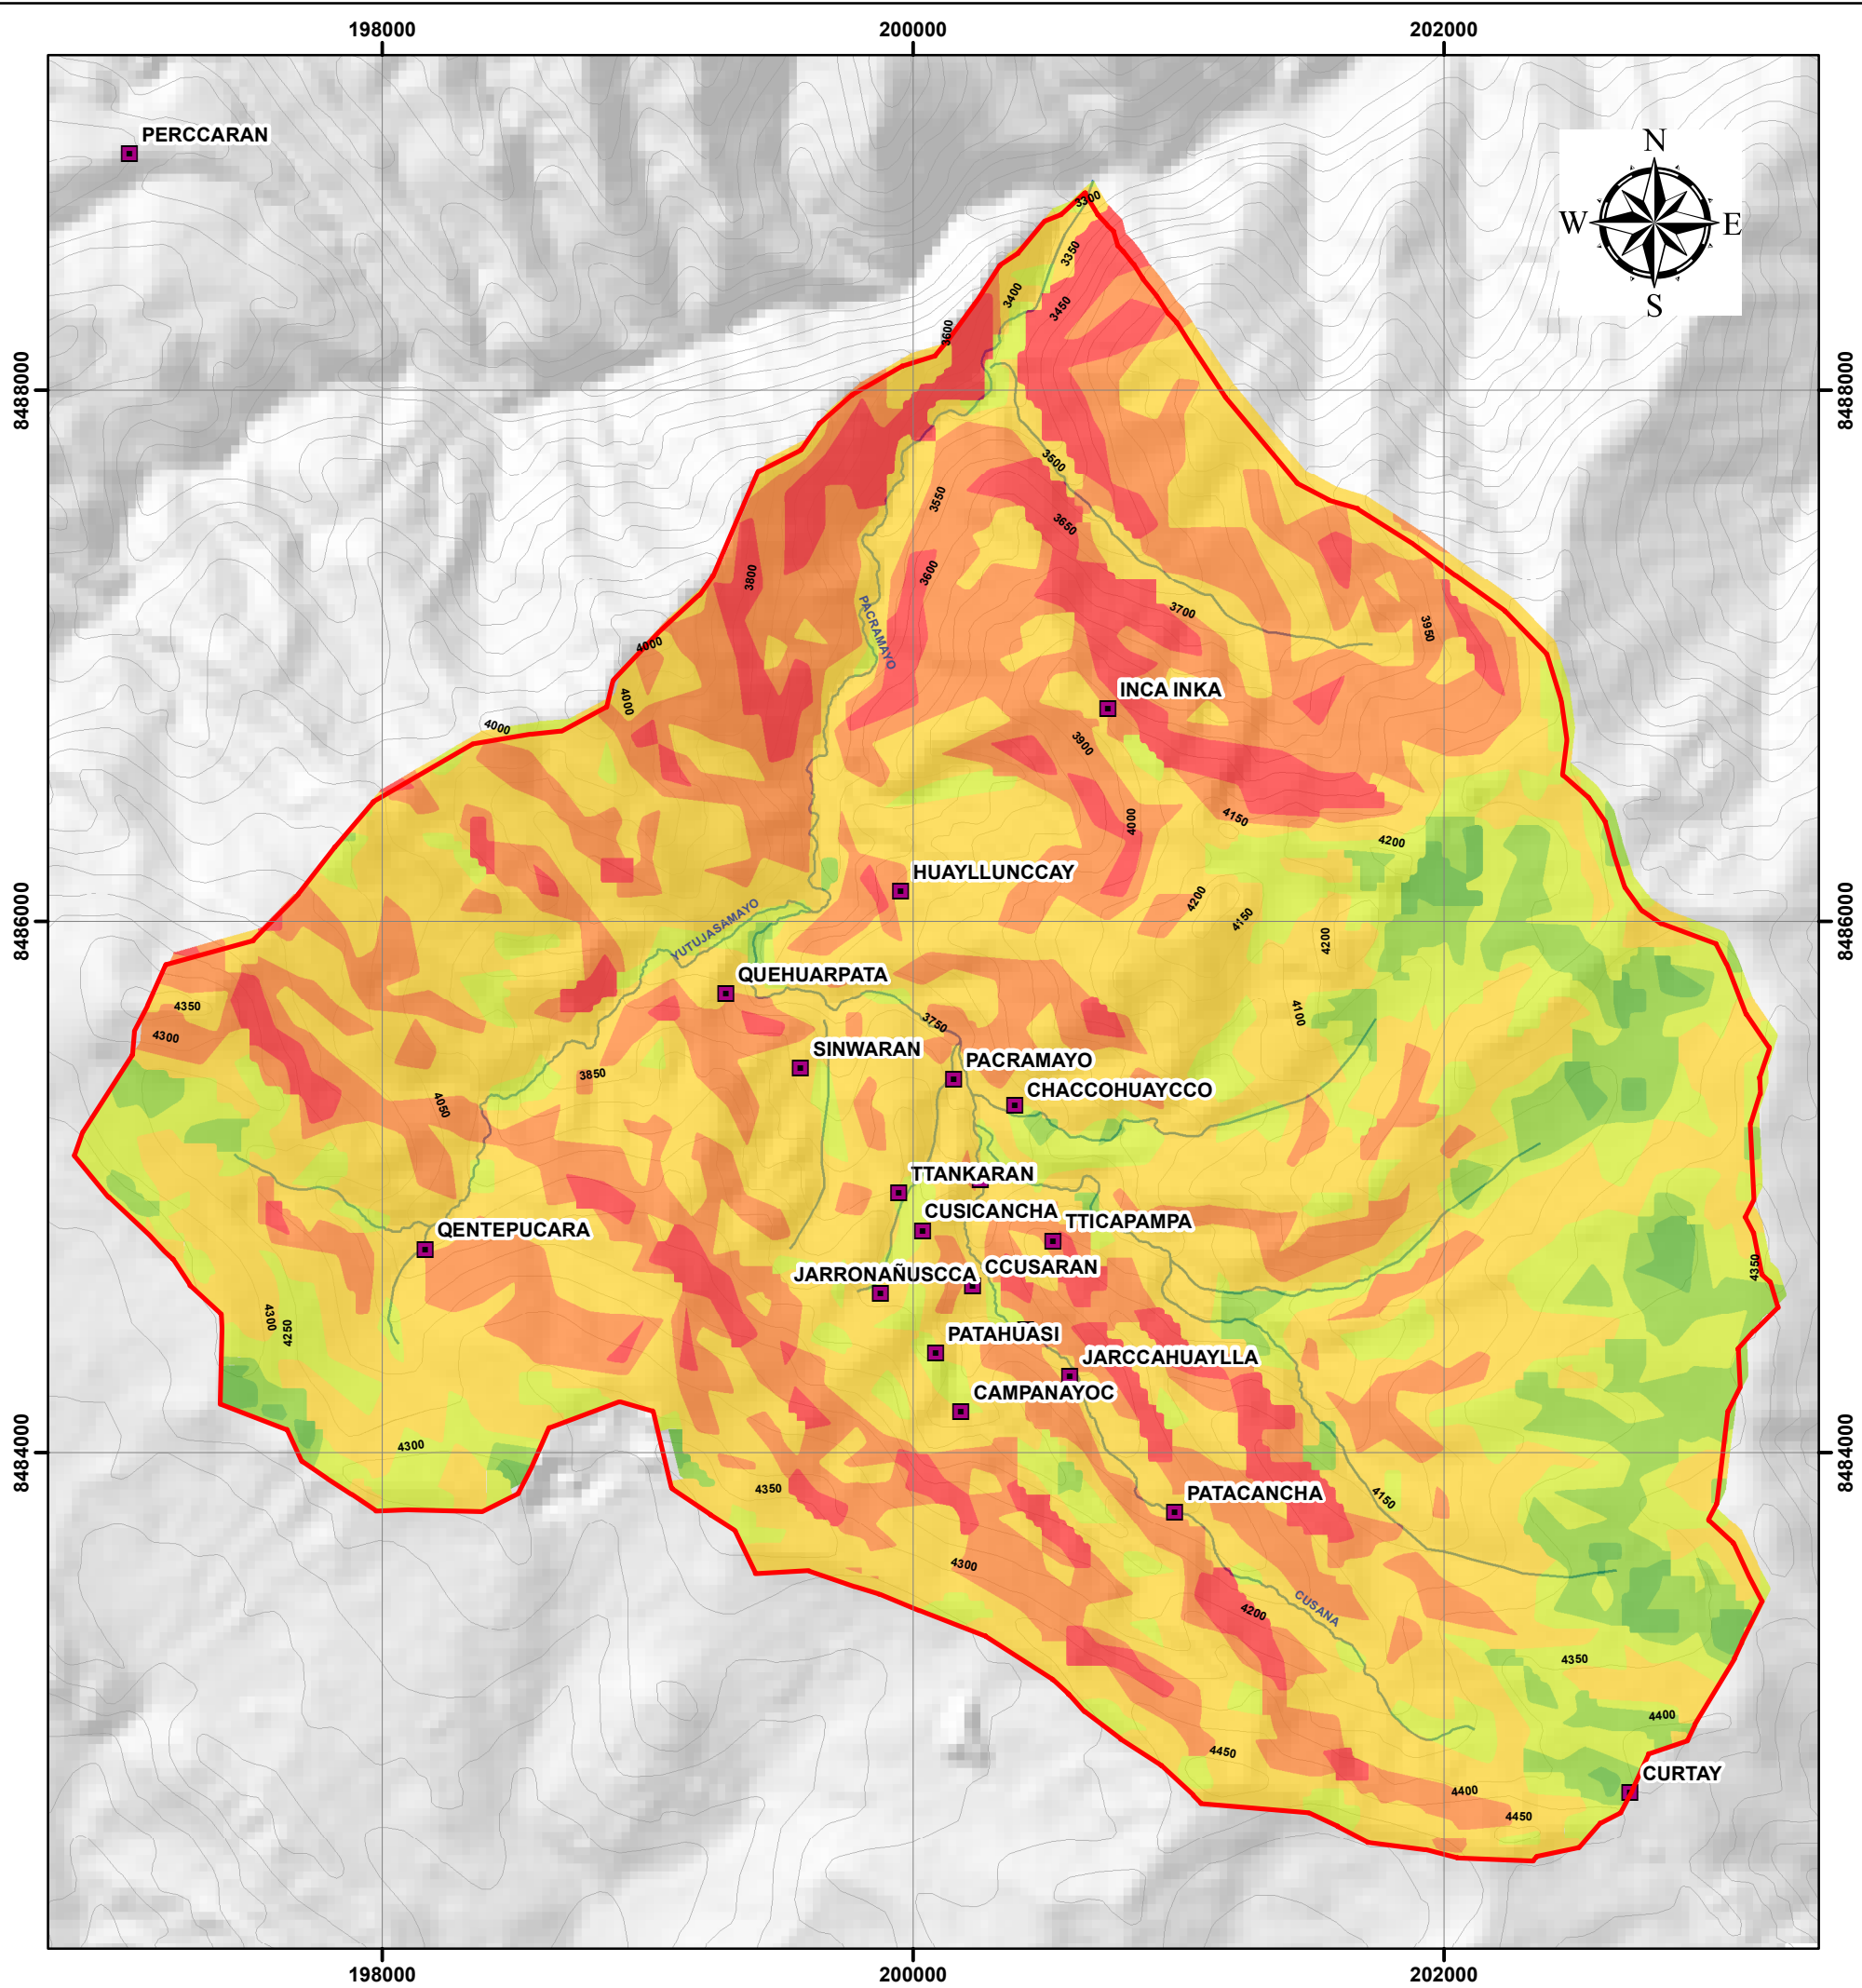 198000
200000
202000
PERCCARAN
N
W
E
S
3300
3350
3400
3450
3600
8488000
8488000
3500
3550
3650
3800
3600
3700
PACRAMAYO
4000
3950
4000
INCA INKA
4000
3900
4000
4150
4200
HUAYLLUNCCAY
4200
4150
YUTUJASAMAYO
8486000
8486000
4200
QUEHUARPATA
4350
4100
3750
4300
SINWARAN
PACRAMAYO
3850
CHACCOHUAYCCO
4050
TTANKARAN
CUSICANCHA
TTICAPAMPA
QENTEPUCARA
CCUSARAN
JARRONAÑUSCCA
4350
4300
4250
PATAHUASI
JARCCAHUAYLLA
CAMPANAYOC
4300
8484000
8484000
4350
PATACANCHA
4150
4300
CUSANA
4200
4350
4400
4450
CURTAY
4400
4450
198000
200000
202000